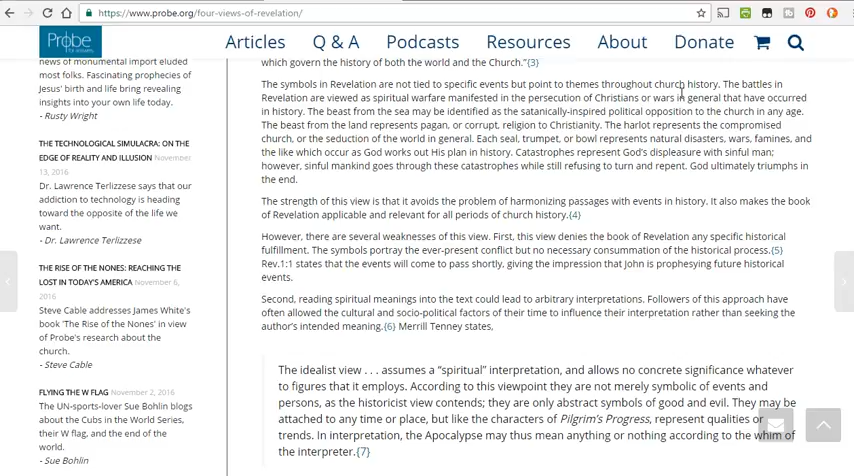 https://www.probe.org/four-views-of-revelation/
Probe
Articles
Q & A
Podcasts
Resources
About
Donate
news of monumental import eluded
most folks. Fascinating prophecies of
Jesus' birth and life bring revealing
insights into your own life today.
- Rusty Wright
THE TECHNOLOGICAL SIMULACRA: ON THE
EDGE OF REALITY AND ILLUSION November
13, 2016
Dr. Lawrence Terlizzese says that our
addiction to technology is heading
toward the opposite of the life we
want.
- Dr. Lawrence Terlizzese
THE RISE OF THE NONES: REACHING THE
LOST IN TODAY'S AMERICA November 6,
2016
Steve Cable addresses James White's
book 'The Rise of the Nones' in view
of Probe's research about the
church.
- Steve Cable
FLYING THE W FLAG November 2, 2016
The UN-sports-lover Sue Bohlin blogs
about the Cubs in the World Series,
their W flag, and the end of the
world.
- Sue Bohlin
which govern the history of both the world and the Church."{3}
The symbols in Revelation are not tied to specific events but point to themes throughout church history. The battles in
Revelation are viewed as spiritual warfare manifested in the persecution of Christians or wars in general that have occurred
in history. The beast from the sea may be identified as the satanically-inspired political opposition to the church in any age.
The beast from the land represents pagan, or corrupt, religion to Christianity. The harlot represents the compromised
church, or the seduction of the world in general. Each seal, trumpet, or bowl represents natural disasters, wars, famines, and
the like which occur as God works out His plan in history. Catastrophes represent God's displeasure with sinful man;
however, sinful mankind goes through these catastrophes while still refusing to turn and repent. God ultimately triumphs in
the end.
The strength of this view is that it avoids the problem of harmonizing passages with events in history. It also makes the book
of Revelation applicable and relevant for all periods of church history.{4}
However, there are several weaknesses of this view. First, this view denies the book of Revelation any specific historical
fulfillment. The symbols portray the ever-present conflict but no necessary consummation of the historical process.{5}
Rev.1:1 states that the events will come to pass shortly, giving the impression that John is prophesying future historical
events.
Second, reading spiritual meanings into the text could lead to arbitrary interpretations. Followers of this approach have
often allowed the cultural and socio-political factors of their time to influence their interpretation rather than seeking the
author's intended meaning.{6} Merrill Tenney states,
The idealist view . . . assumes a "spiritual" interpretation, and allows no concrete significance whatever
to figures that it employs. According to this viewpoint they are not merely symbolic of events and
persons, as the historicist view contends; they are only abstract symbols of good and evil. They may be
attached to any time or place, but like the characters of Pilgrim's Progress, represent qualities or
trends. In interpretation, the Apocalypse may thus mean anything or nothing according to the whim of
the interpreter.{7}